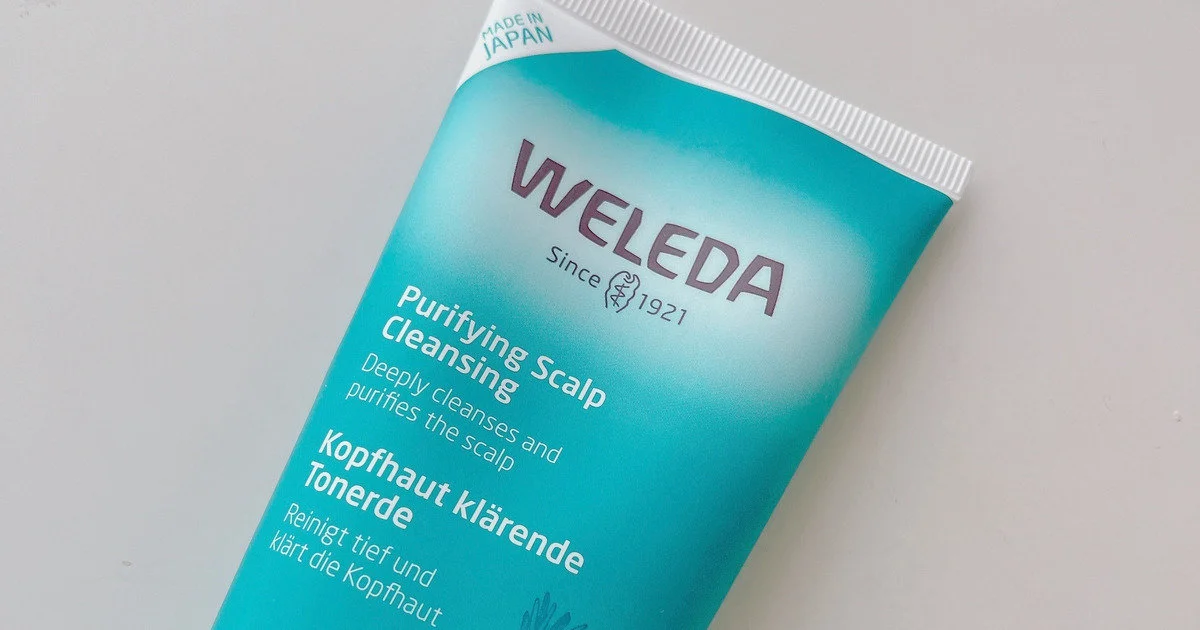 MADE IN
JAPAN
WELEDA
Since 1921
Purifying Scalp
Cleansing
Deeply cleanses and
purifies the scalp
Kopfhaut klärende
Tonerde
Reinigt tief und
klärt die Kopfhaut